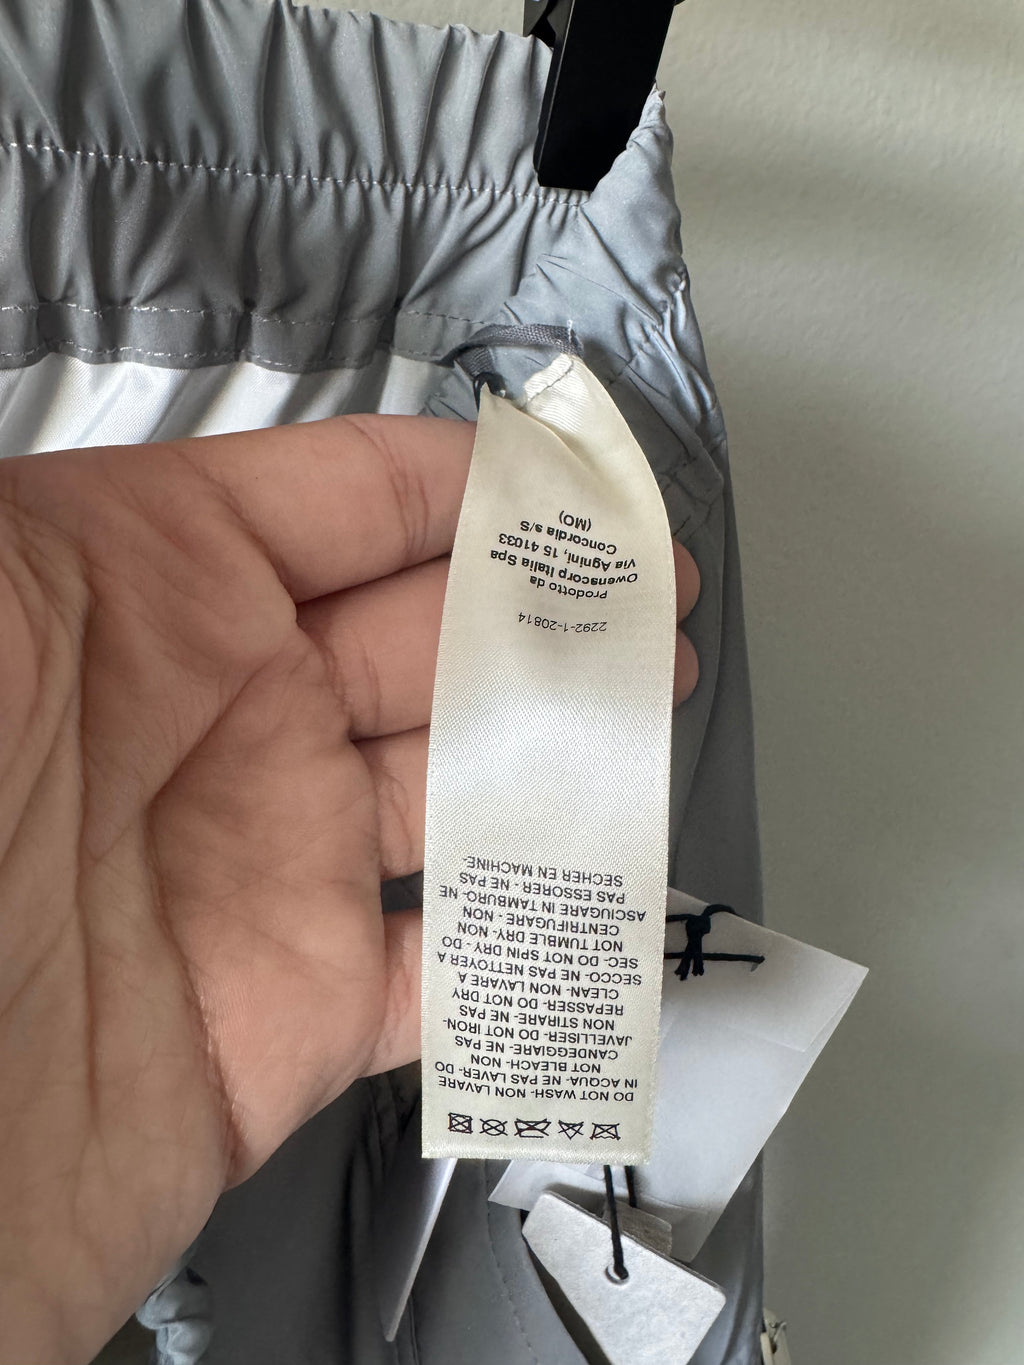 DO NOT WASH- NON LAVARE
IN ACQUA- NE PAS LAVER- DO
NOT BLEACH- NON
CANDEGGIARE- NE PAS
JAVELLISER- DO NOT IRON-
NON STIRARE- NE PAS
REPASSER- DO NOT DRY
CLEAN- NON LAVARE A
SECCO- NE PAS NETTOYER A
SEC- DO NOT SPIN DRY - DO
NOT TUMBLE DRY- NON
CENTRIFUGARE - NON
ASCIUGARE IN TAMBURO- NE
PAS ESSORER - NE PAS
SECHER EN MACHINE-
2292-1-20814
Prodotto da
Owenscorp Italia Spa
Via Agnini, 15 41033
Concordia s/S
(MO)